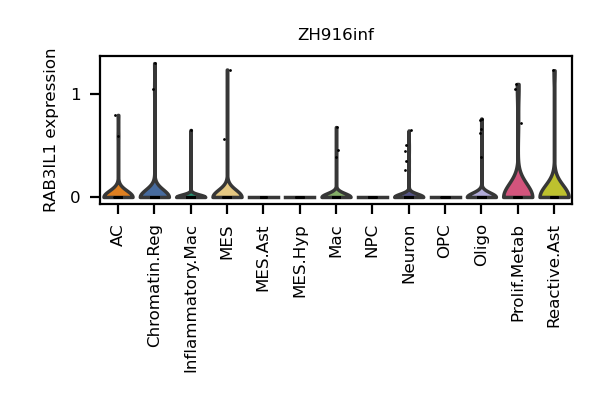 ZH916inf
RAB3IL1 expression
1
0
AC
Chromatin.Reg
Inflammatory.Mac
MES
MES.Ast
MES.Hyp
Mac
NPC
Neuron
OPC
Oligo
Prolif.Metab
Reactive.Ast